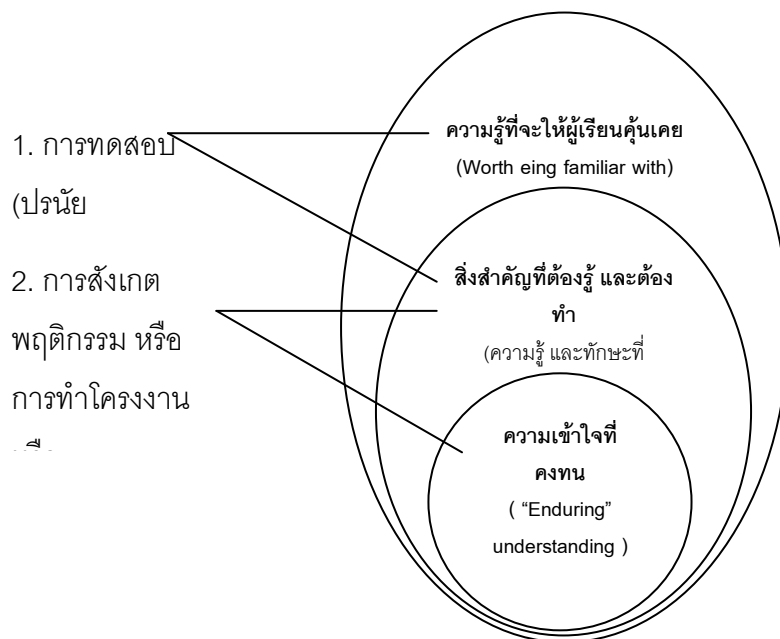 1. การทดสอบ
(ปรนัย
2. การสังเกต
พฤติกรรม หรือ
การทำโครงงาน
ความรู้ที่จะให้ผู้เรียนคุ้นเคย
(Worth eing familiar with)
สิ่งสำคัญที่ต้องรู้ และต้อง
ทำ
(ความรู้ และทักษะที่
ความเข้าใจที่
คงทน
( “Enduring”
understanding )